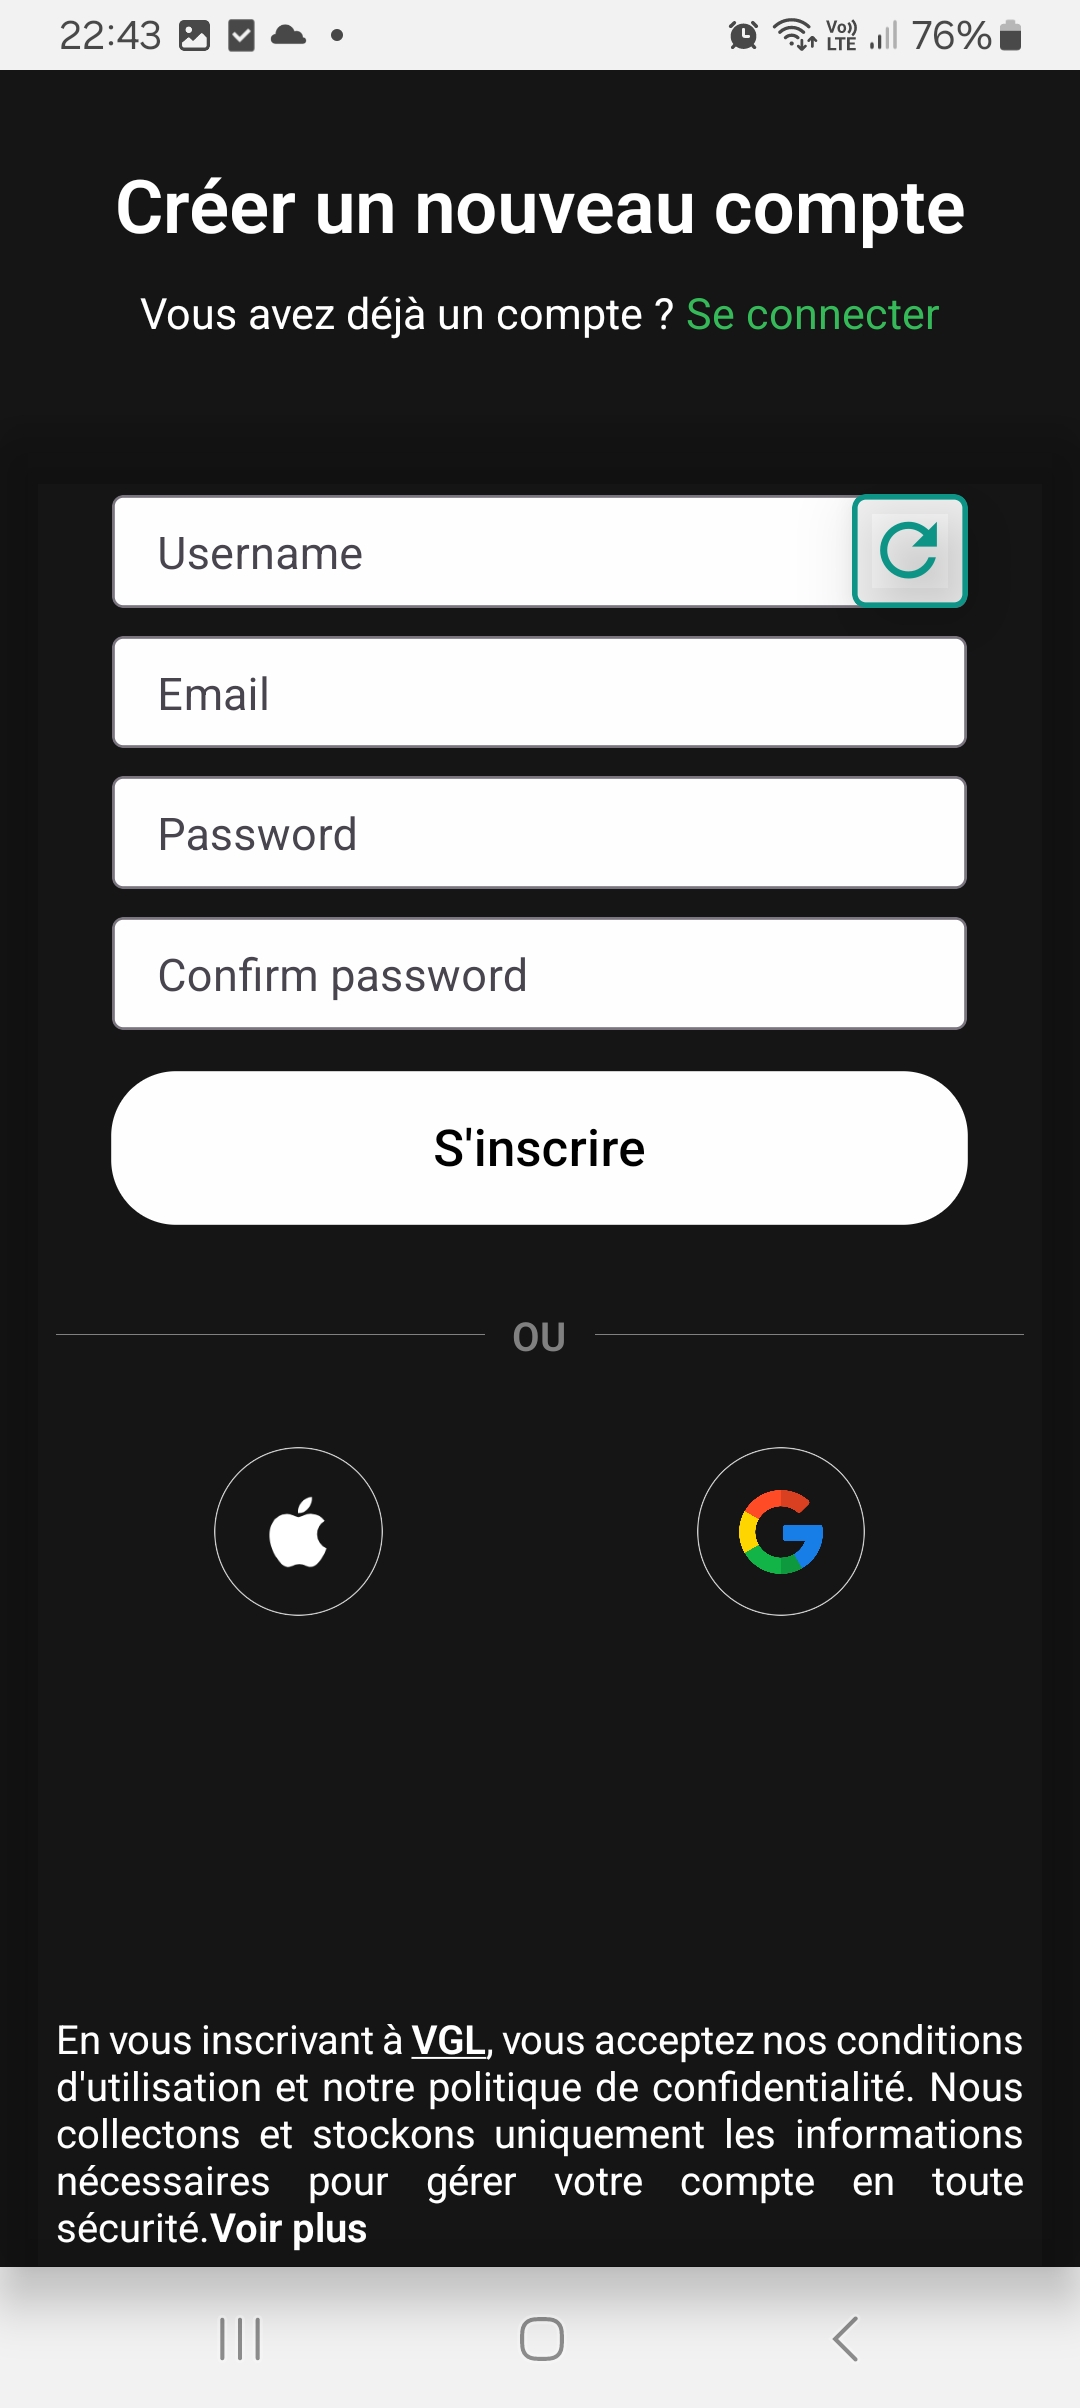 22:43
Vo)) LTE
76%
Créer un nouveau compte
Vous avez déjà un compte ? Se connecter
Username
Email
Password
Confirm password
S'inscrire
OU
En vous inscrivant à VGL, vous acceptez nos conditions
d'utilisation et notre politique de confidentialité. Nous
collectons et stockons uniquement les informations
nécessaires pour gérer votre compte en toute
sécurité.Voir plus